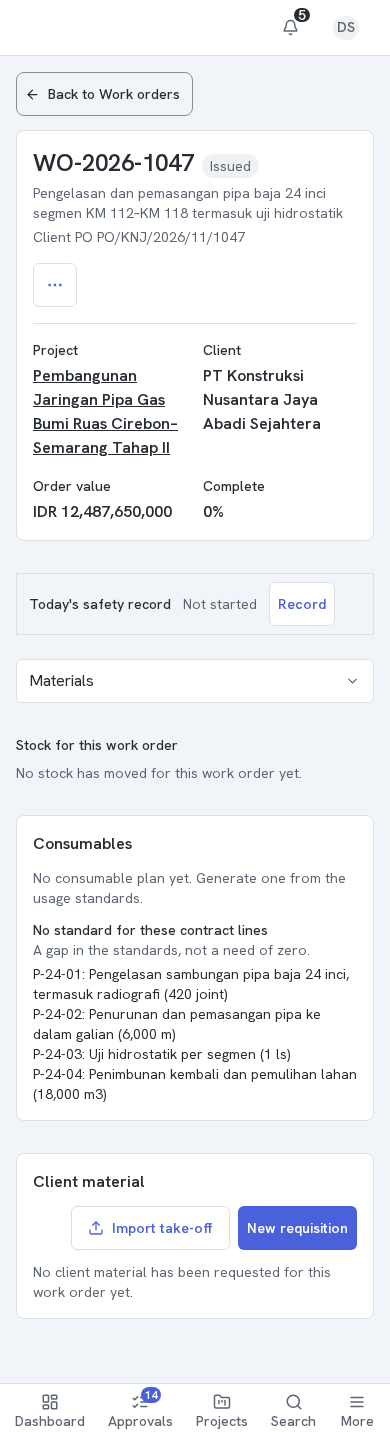 5
DS
Back to Work orders
WO-2026-1047 Issued
Pengelasan dan pemasangan pipa baja 24 inci
segmen KM 112–KM 118 termasuk uji hidrostatik
Client PO PO/KNJ/2026/11/1047
Project
Pembangunan
Jaringan Pipa Gas
Bumi Ruas Cirebon–
Semarang Tahap II
Client
PT Konstruksi
Nusantara Jaya
Abadi Sejahtera
Order value
IDR 12,487,650,000
Complete
0%
Today's safety record Not started Record
Materials
Stock for this work order
No stock has moved for this work order yet.
Consumables
No consumable plan yet. Generate one from the
usage standards.
No standard for these contract lines
A gap in the standards, not a need of zero.
P-24-01: Pengelasan sambungan pipa baja 24 inci,
termasuk radiografi (420 joint)
P-24-02: Penurunan dan pemasangan pipa ke
dalam galian (6,000 m)
P-24-03: Uji hidrostatik per segmen (1 ls)
P-24-04: Penimbunan kembali dan pemulihan lahan
(18,000 m3)
Client material
Import take-off New requisition
No client material has been requested for this
work order yet.
14
Dashboard Approvals Projects Search More